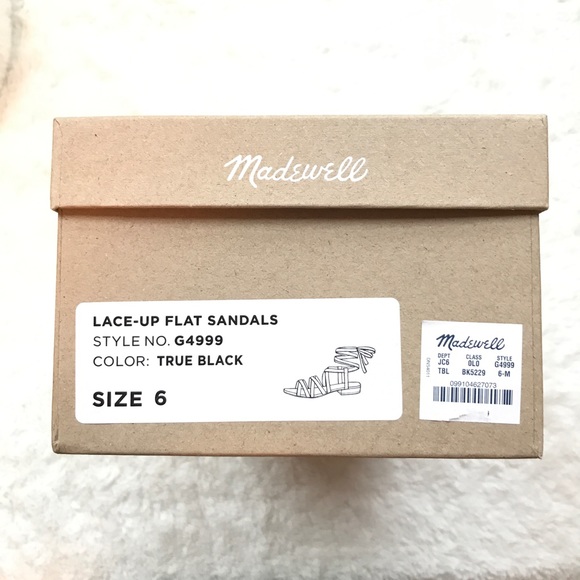 Madewell
LACE-UP FLAT SANDALS
STYLE NO. G4999
COLOR: TRUE BLACK
SIZE 6
Madewell
DEPT CLASS STYLE
JC6 0LD G4999
TBL BK5229 6-M
099104627073